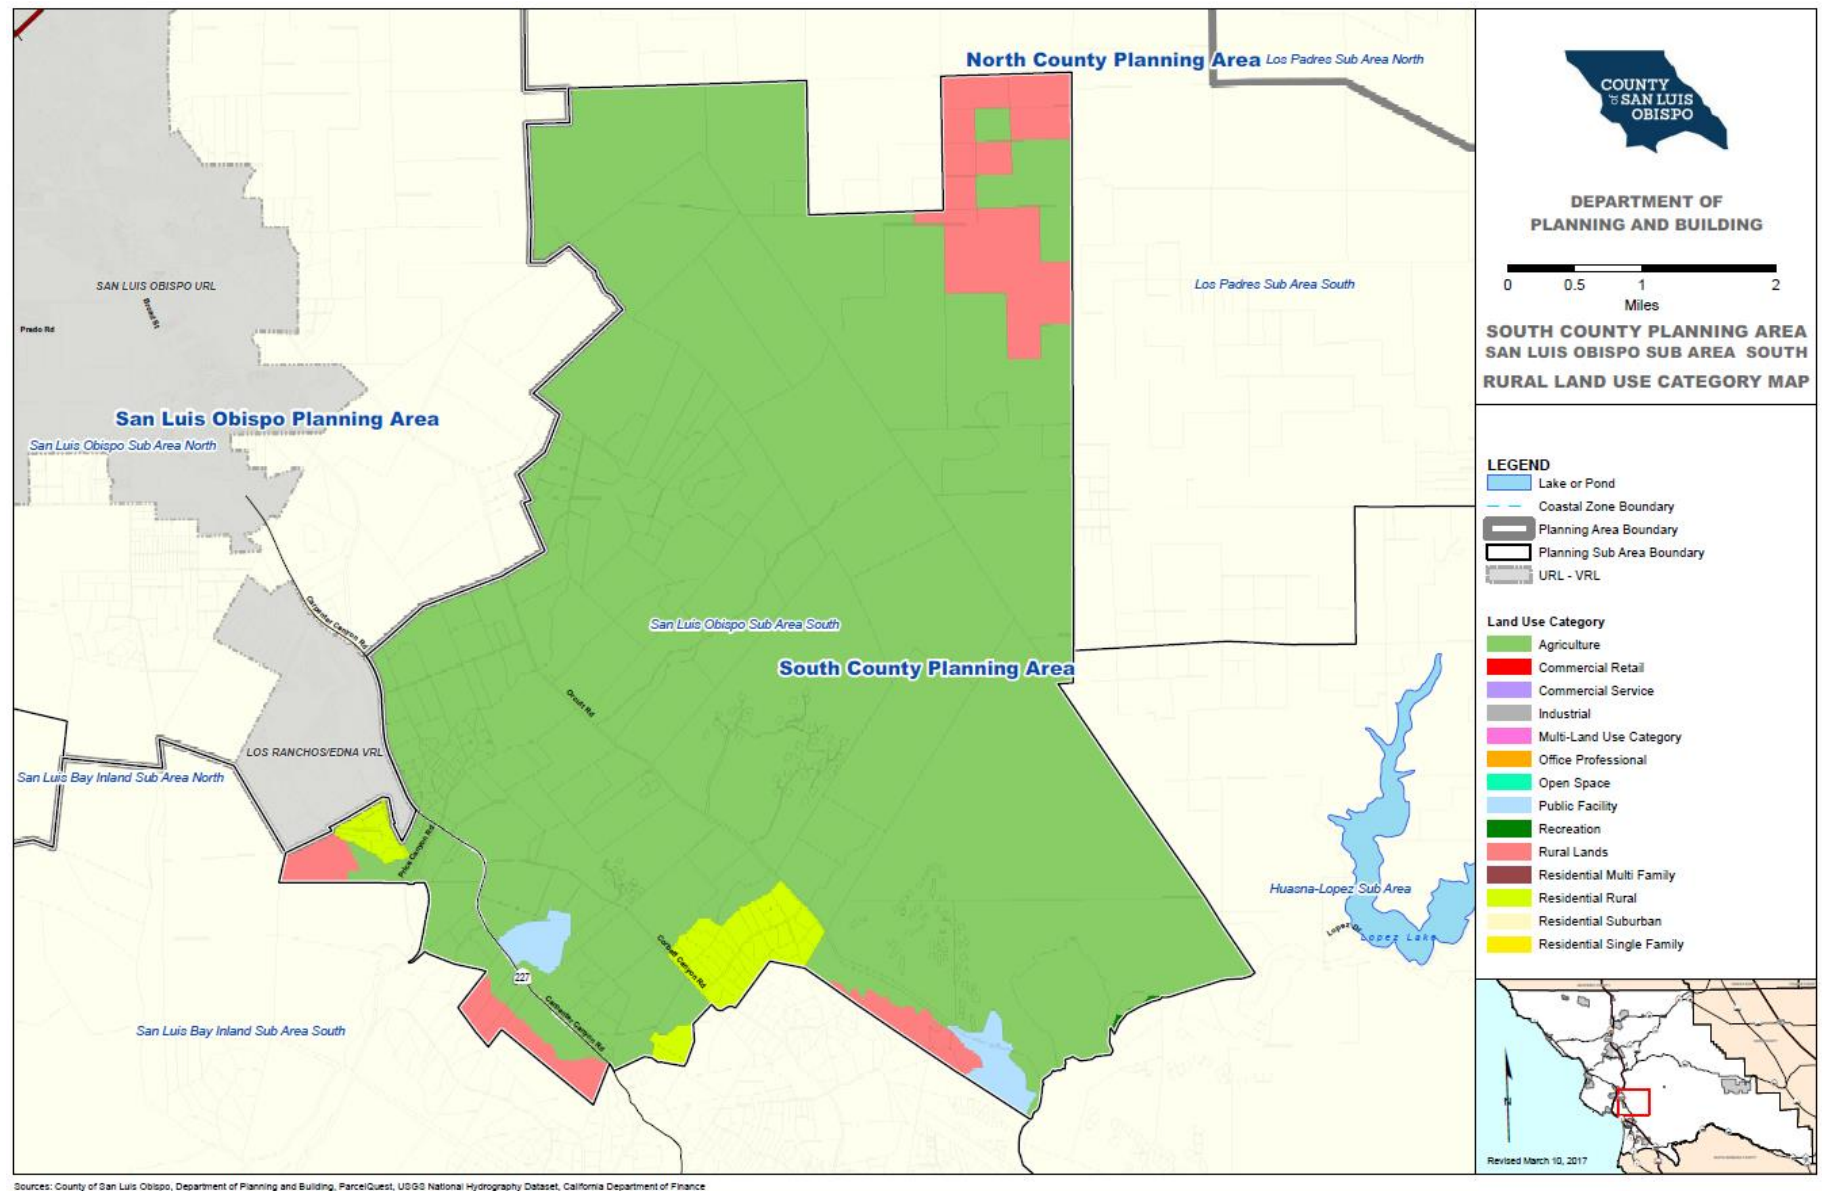 North County Planning Area
Los Padres Sub Area North
SAN LUIS OBISPO URL
Broad St
Prado Rd
Los Padres Sub Area South
San Luis Obispo Planning Area
San Luis Obispo Sub Area North
Carpenter Canyon Rd
San Luis Obispo Sub Area South
South County Planning Area
Orcutt Rd
LOS RANCHOS/EDNA VRL
San Luis Bay Inland Sub Area North
Price Canyon Rd
Huasna-Lopez Sub Area
Lopez Dr
Lopez Lake
Corbett Canyon Rd
227
Carpenter Canyon Rd
San Luis Bay Inland Sub Area South
COUNTY
of SAN LUIS
OBISPO
DEPARTMENT OF
PLANNING AND BUILDING
0 0.5 1 2
Miles
SOUTH COUNTY PLANNING AREA
SAN LUIS OBISPO SUB AREA SOUTH
RURAL LAND USE CATEGORY MAP
LEGEND
Lake or Pond
Coastal Zone Boundary
Planning Area Boundary
Planning Sub Area Boundary
URL - VRL
Land Use Category
Agriculture
Commercial Retail
Commercial Service
Industrial
Multi-Land Use Category
Office Professional
Open Space
Public Facility
Recreation
Rural Lands
Residential Multi Family
Residential Rural
Residential Suburban
Residential Single Family
N
Revised March 10, 2017
Sources: County of San Luis Obispo, Department of Planning and Building, ParcelQuest, USGS National Hydrography Dataset, California Department of Finance